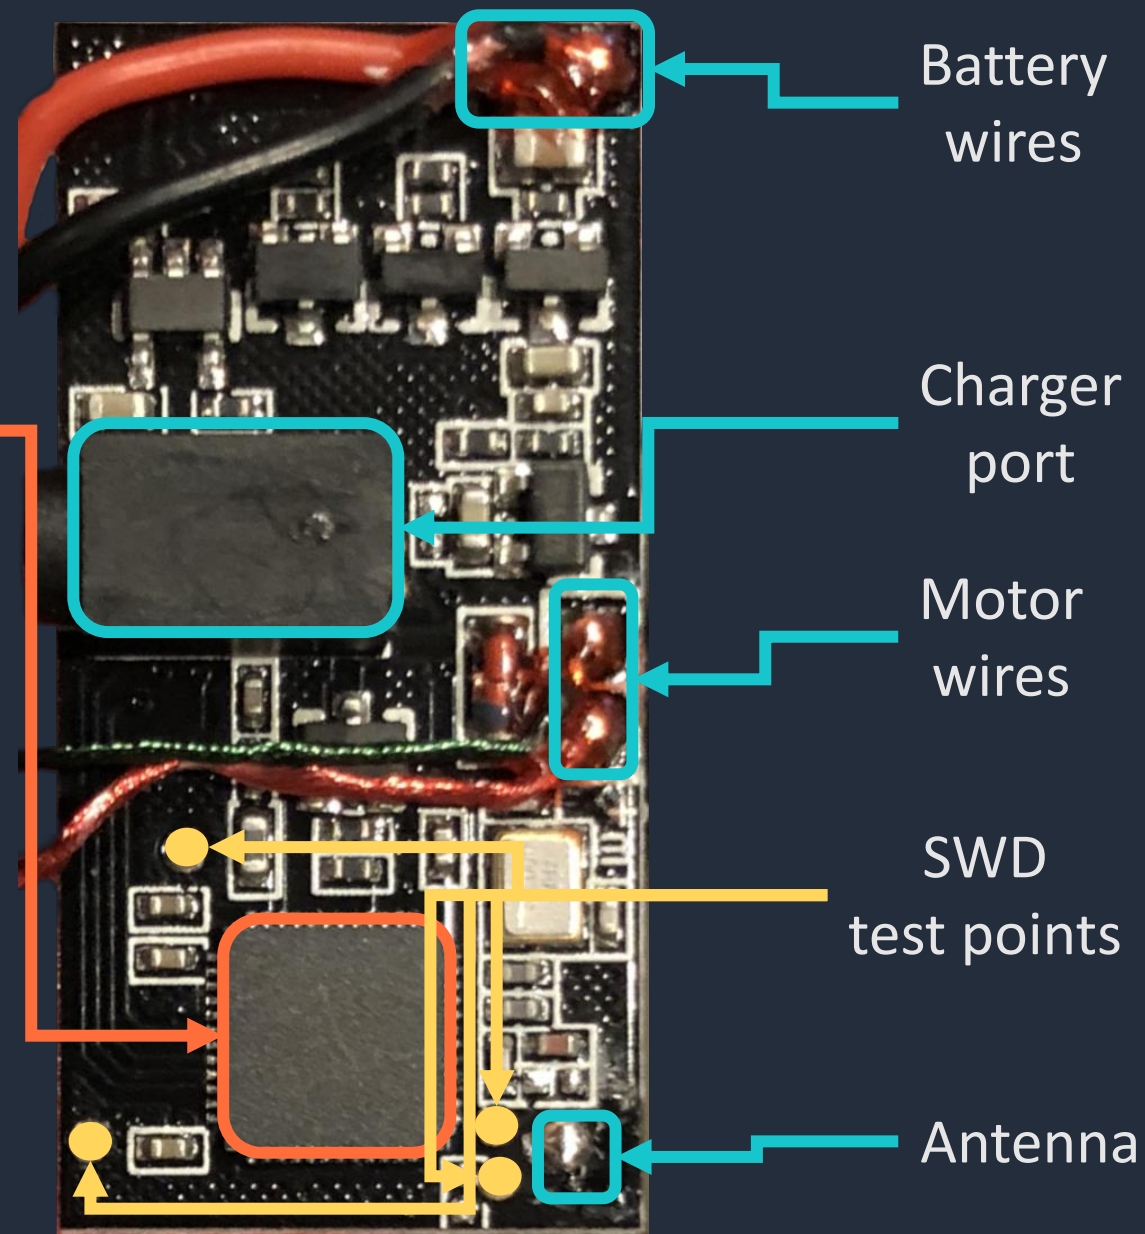 Battery
wires
Charger
port
Motor
wires
SWD
test points
Antenna